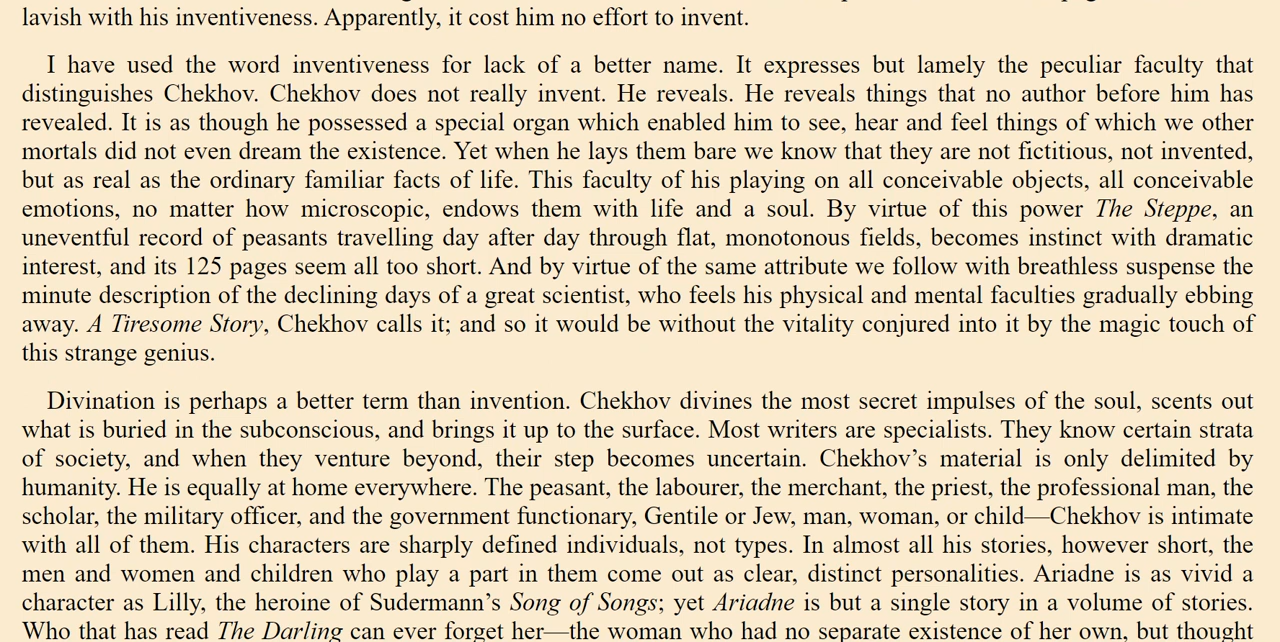 lavish with his inventiveness. Apparently, it cost him no effort to invent.
I have used the word inventiveness for lack of a better name. It expresses but lamely the peculiar faculty that
distinguishes Chekhov. Chekhov does not really invent. He reveals. He reveals things that no author before him has
revealed. It is as though he possessed a special organ which enabled him to see, hear and feel things of which we other
mortals did not even dream the existence. Yet when he lays them bare we know that they are not fictitious, not invented,
but as real as the ordinary familiar facts of life. This faculty of his playing on all conceivable objects, all conceivable
emotions, no matter how microscopic, endows them with life and a soul. By virtue of this power The Steppe, an
uneventful record of peasants travelling day after day through flat, monotonous fields, becomes instinct with dramatic
interest, and its 125 pages seem all too short. And by virtue of the same attribute we follow with breathless suspense the
minute description of the declining days of a great scientist, who feels his physical and mental faculties gradually ebbing
away. A Tiresome Story, Chekhov calls it; and so it would be without the vitality conjured into it by the magic touch of
this strange genius.
Divination is perhaps a better term than invention. Chekhov divines the most secret impulses of the soul, scents out
what is buried in the subconscious, and brings it up to the surface. Most writers are specialists. They know certain strata
of society, and when they venture beyond, their step becomes uncertain. Chekhov’s material is only delimited by
humanity. He is equally at home everywhere. The peasant, the labourer, the merchant, the priest, the professional man, the
scholar, the military officer, and the government functionary, Gentile or Jew, man, woman, or child—Chekhov is intimate
with all of them. His characters are sharply defined individuals, not types. In almost all his stories, however short, the
men and women and children who play a part in them come out as clear, distinct personalities. Ariadne is as vivid a
character as Lilly, the heroine of Sudermann’s Song of Songs; yet Ariadne is but a single story in a volume of stories.
Who that has read The Darling can ever forget her—the woman who had no separate existence of her own, but thought